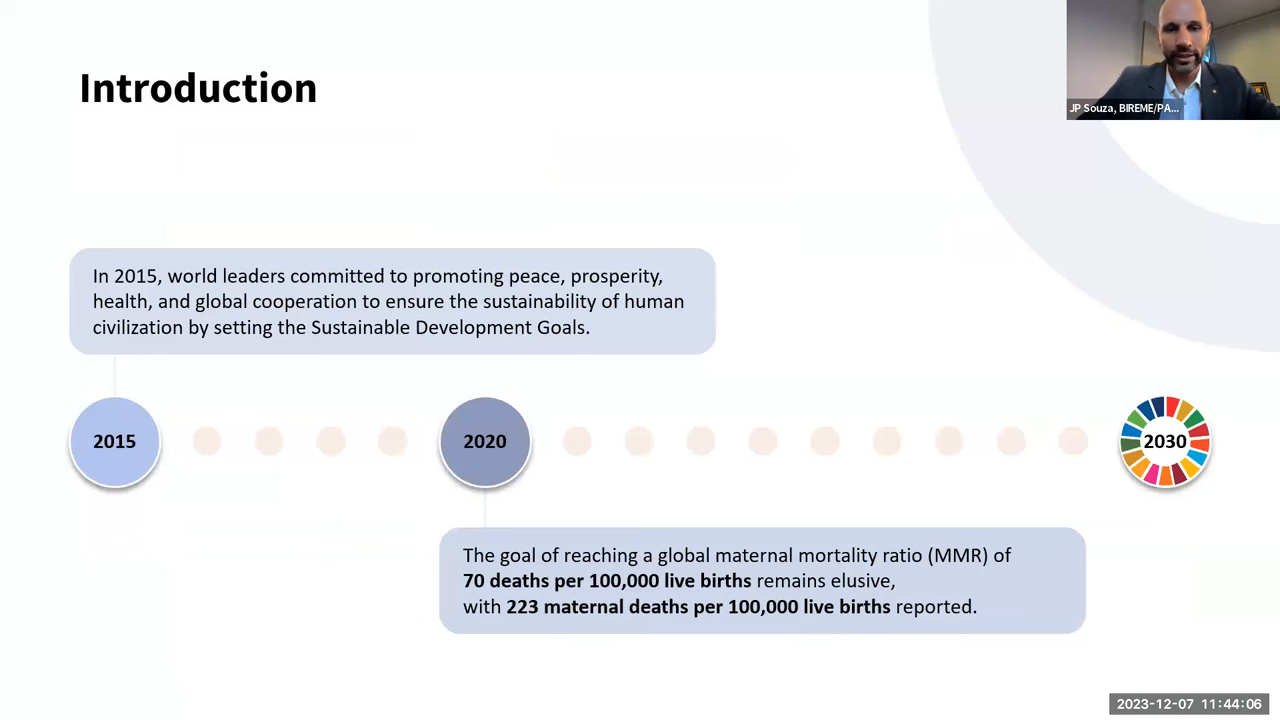 Introduction
JP Souza, BIREME/PA...
In 2015, world leaders committed to promoting peace, prosperity,
health, and global cooperation to ensure the sustainability of human
civilization by setting the Sustainable Development Goals.
2015
2020
2030
The goal of reaching a global maternal mortality ratio (MMR) of
70 deaths per 100,000 live births remains elusive,
with 223 maternal deaths per 100,000 live births reported.
2023-12-07 11:44:06